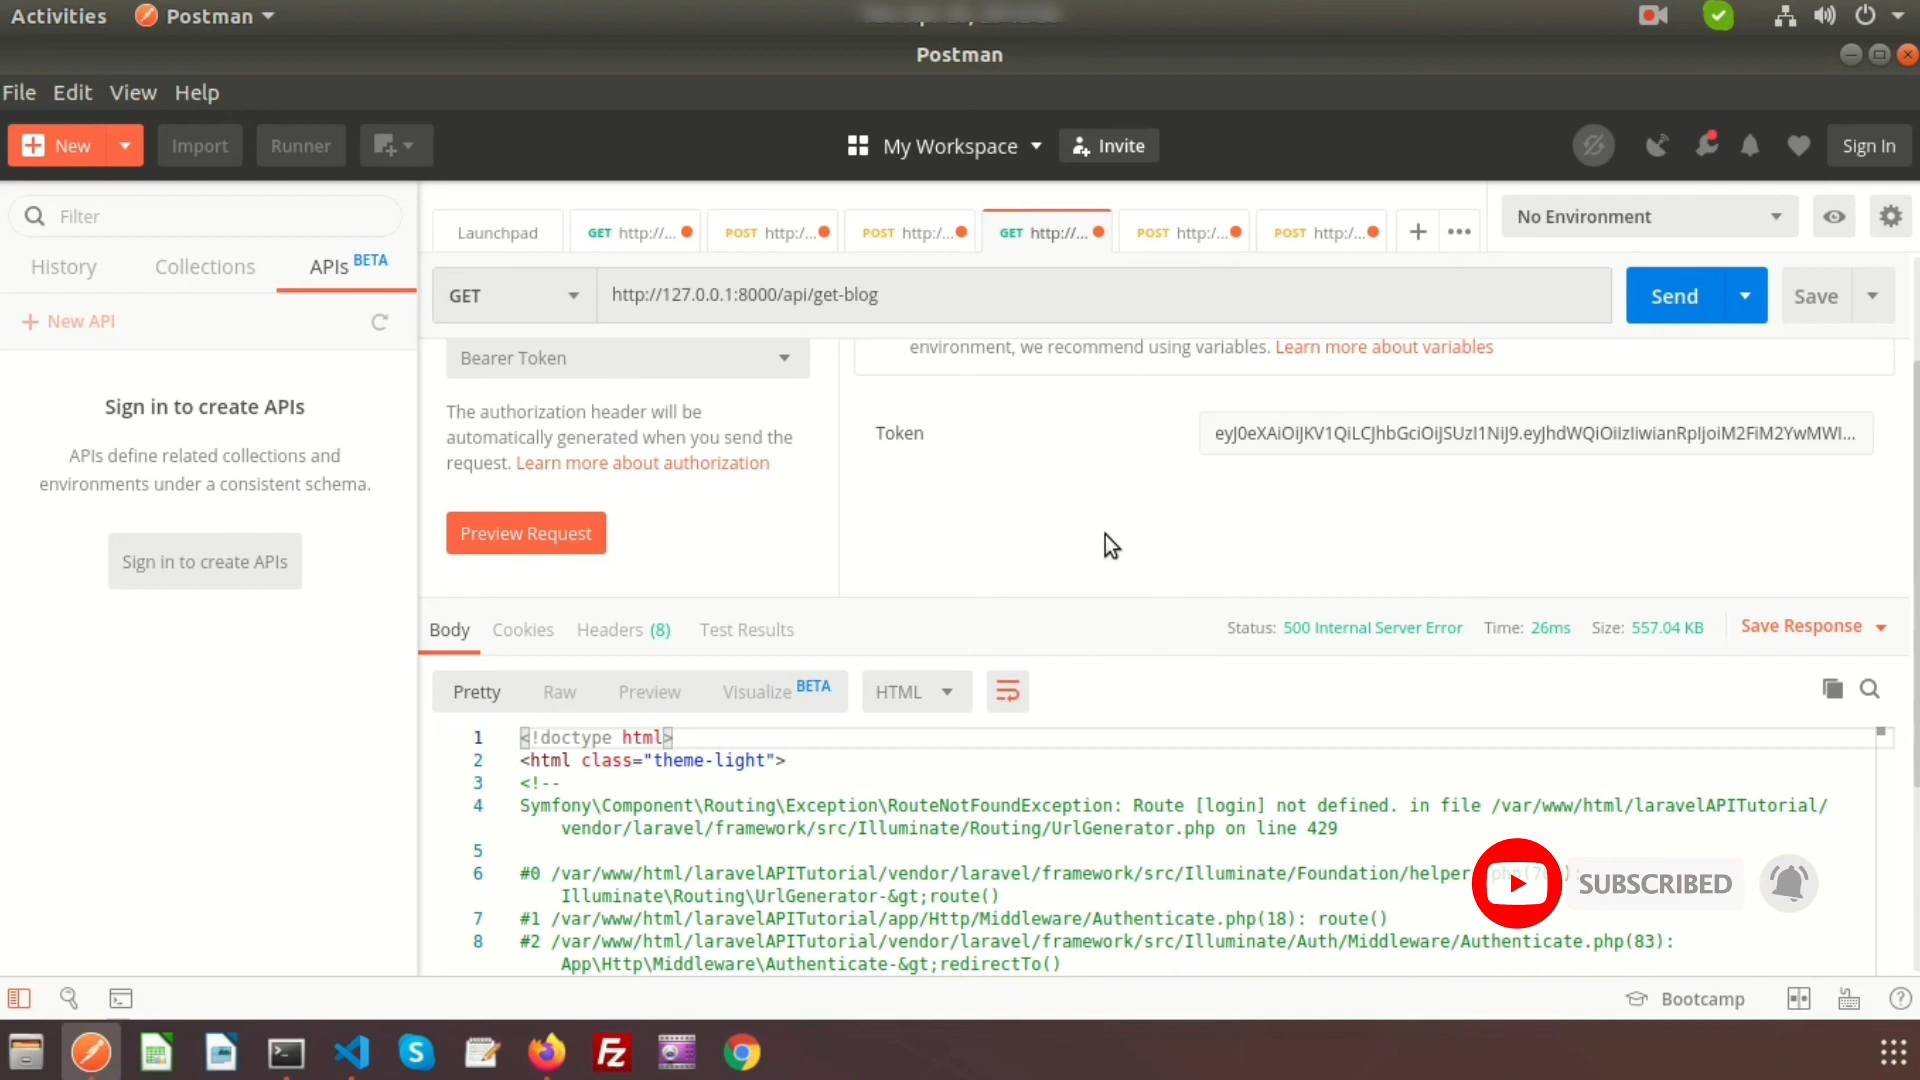 Activities Postman
Postman
File Edit View Help
New Import Runner My Workspace Invite Sign In
Filter
Launchpad GET http://... POST http:/... POST http:/... GET http://... POST http:/... POST http:/... + ••• No Environment
History Collections APIs BETA
GET http://127.0.0.1:8000/api/get-blog Send Save
+ New API
Bearer Token
environment, we recommend using variables. Learn more about variables
Sign in to create APIs
APIs define related collections and
environments under a consistent schema.
Sign in to create APIs
The authorization header will be
automatically generated when you send the
request. Learn more about authorization
Token eyJ0eXAiOiJKV1QiLCJhbGciOiJSUzI1NiJ9.eyJhdWQiOiIzIiwianRpIjoiM2FiM2YwMWI...
Preview Request
Body Cookies Headers (8) Test Results Status: 500 Internal Server Error Time: 26ms Size: 557.04 KB Save Response
Pretty Raw Preview Visualize BETA HTML
1 <!doctype html>
2 <html class="theme-light">
3 <!--
4 Symfony\Component\Routing\Exception\RouteNotFoundException: Route [login] not defined. in file /var/www/html/laravelAPITutorial/
vendor/laravel/framework/src/Illuminate/Routing/UrlGenerator.php on line 429
5
6 #0 /var/www/html/laravelAPITutorial/vendor/laravel/framework/src/Illuminate/Foundation/helper
Illuminate\Routing\UrlGenerator-&gt;route()
7 #1 /var/www/html/laravelAPITutorial/app/Http/Middleware/Authenticate.php(18): route()
8 #2 /var/www/html/laravelAPITutorial/vendor/laravel/framework/src/Illuminate/Auth/Middleware/Authenticate.php(83):
App\Http\Middleware\Authenticate-&gt;redirectTo()
SUBSCRIBED
Bootcamp